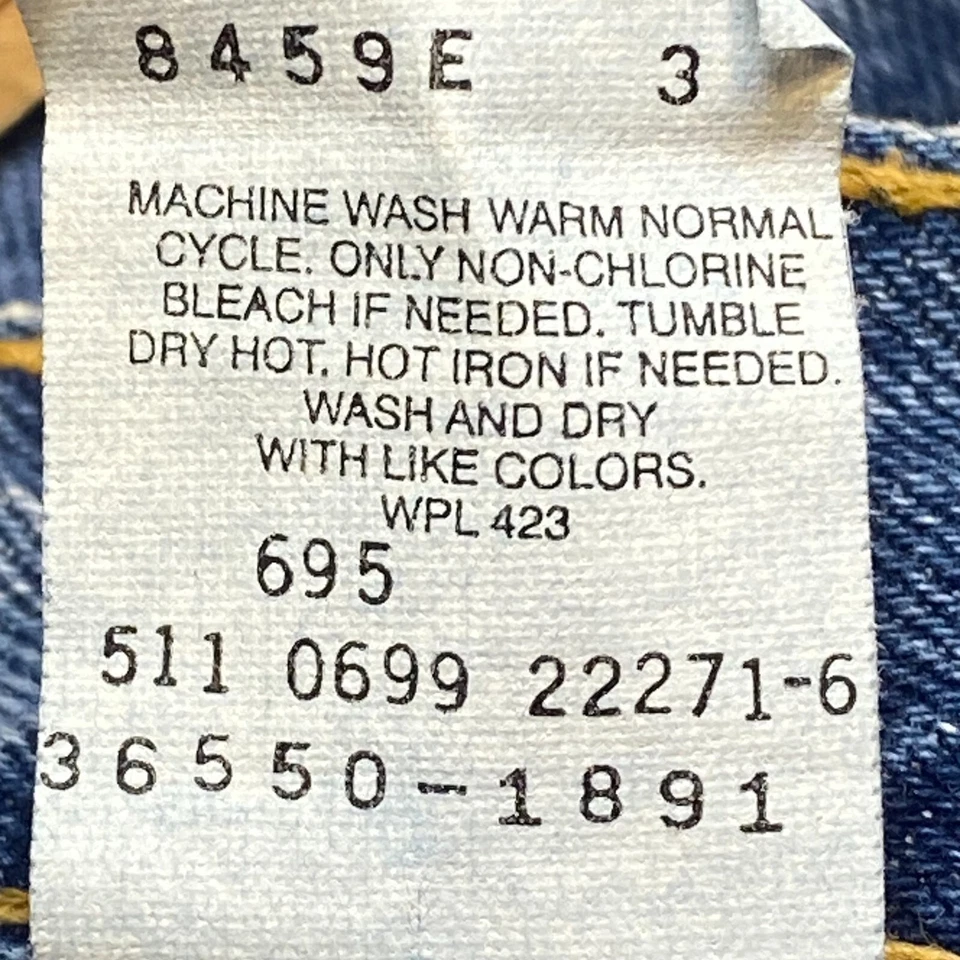 8459E 3
MACHINE WASH WARM NORMAL
CYCLE. ONLY NON-CHLORINE
BLEACH IF NEEDED. TUMBLE
DRY HOT. HOT IRON IF NEEDED.
WASH AND DRY
WITH LIKE COLORS.
WPL 423
695
511 0699 22271-6
36550-1891